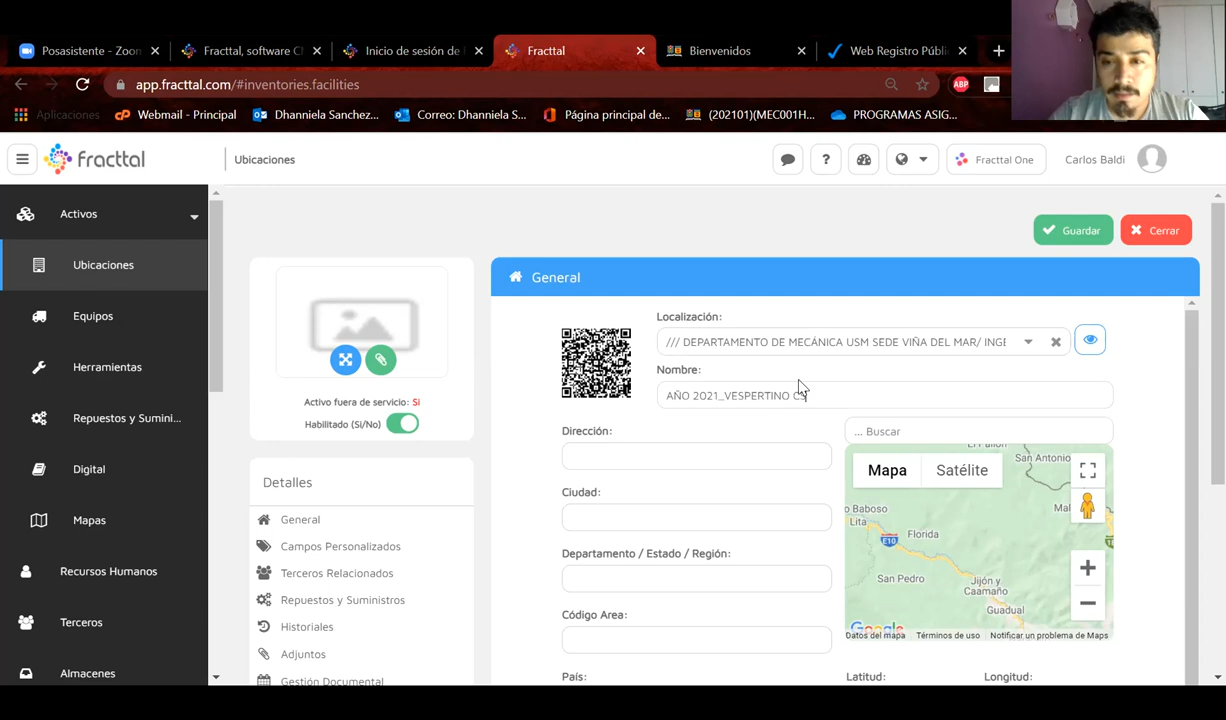 Posasistente - Zoom
Fracttal, software C
Inicio de sesión de
Fracttal
Bienvenidos
Web Registro Públi
app.fracttal.com/#inventories.facilities
ABP
Aplicaciones
Webmail - Principal
Dhanniela Sanchez...
Correo: Dhanniela S...
Página principal de...
(202101)(MEC001H...
PROGRAMAS ASIG...
fracttal
Ubicaciones
?
Fracttal One
Carlos Baldi
Activos
Ubicaciones
Equipos
Herramientas
Repuestos y Sumini...
Digital
Mapas
Recursos Humanos
Terceros
Almacenes
Guardar
Cerrar
Activo fuera de servicio: Si
Habilitado (Si/No)
Detalles
General
Campos Personalizados
Terceros Relacionados
Repuestos y Suministros
Historiales
Adjuntos
Gestión Documental
General
Localización:
/// DEPARTAMENTO DE MECÁNICA USM SEDE VIÑA DEL MAR/ INGE
Nombre:
AÑO 2021_VESPERTINO
Dirección:
... Buscar
Ciudad:
Departamento / Estado / Región:
Código Area:
País:
Latitud:
Longitud:
Mapa
Satélite
San Antonio
o Baboso
Lita
E10
Florida
San Pedro
Jijón y
Caamaño
Guadual
Google
Datos del mapa
Términos de uso
Notificar un problema de Maps